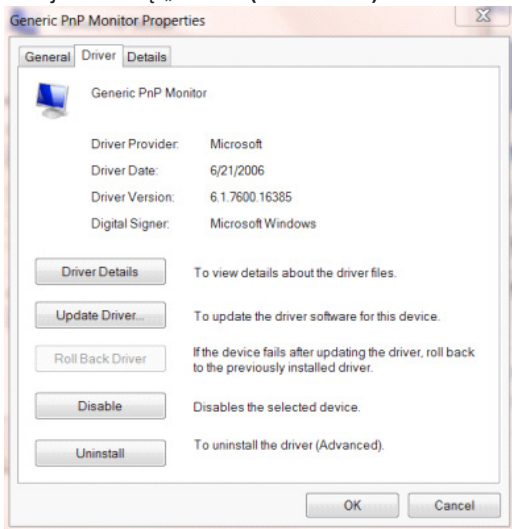 Generic PnP Monitor Properties
General Driver Details
Generic PnP Monitor
Driver Provider: Microsoft
Driver Date: 6/21/2006
Driver Version: 6.1.7600.16385
Digital Signer: Microsoft Windows
Driver Details To view details about the driver files.
Update Driver... To update the driver software for this device.
Roll Back Driver If the device fails after updating the driver, roll back
to the previously installed driver.
Disable Disables the selected device.
Uninstall To uninstall the driver (Advanced).
OK Cancel